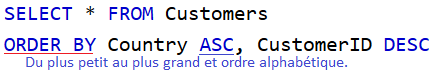 SELECT * FROM Customers
ORDER BY Country ASC, CustomerID DESC
Du plus petit au plus grand et ordre alphabétique.